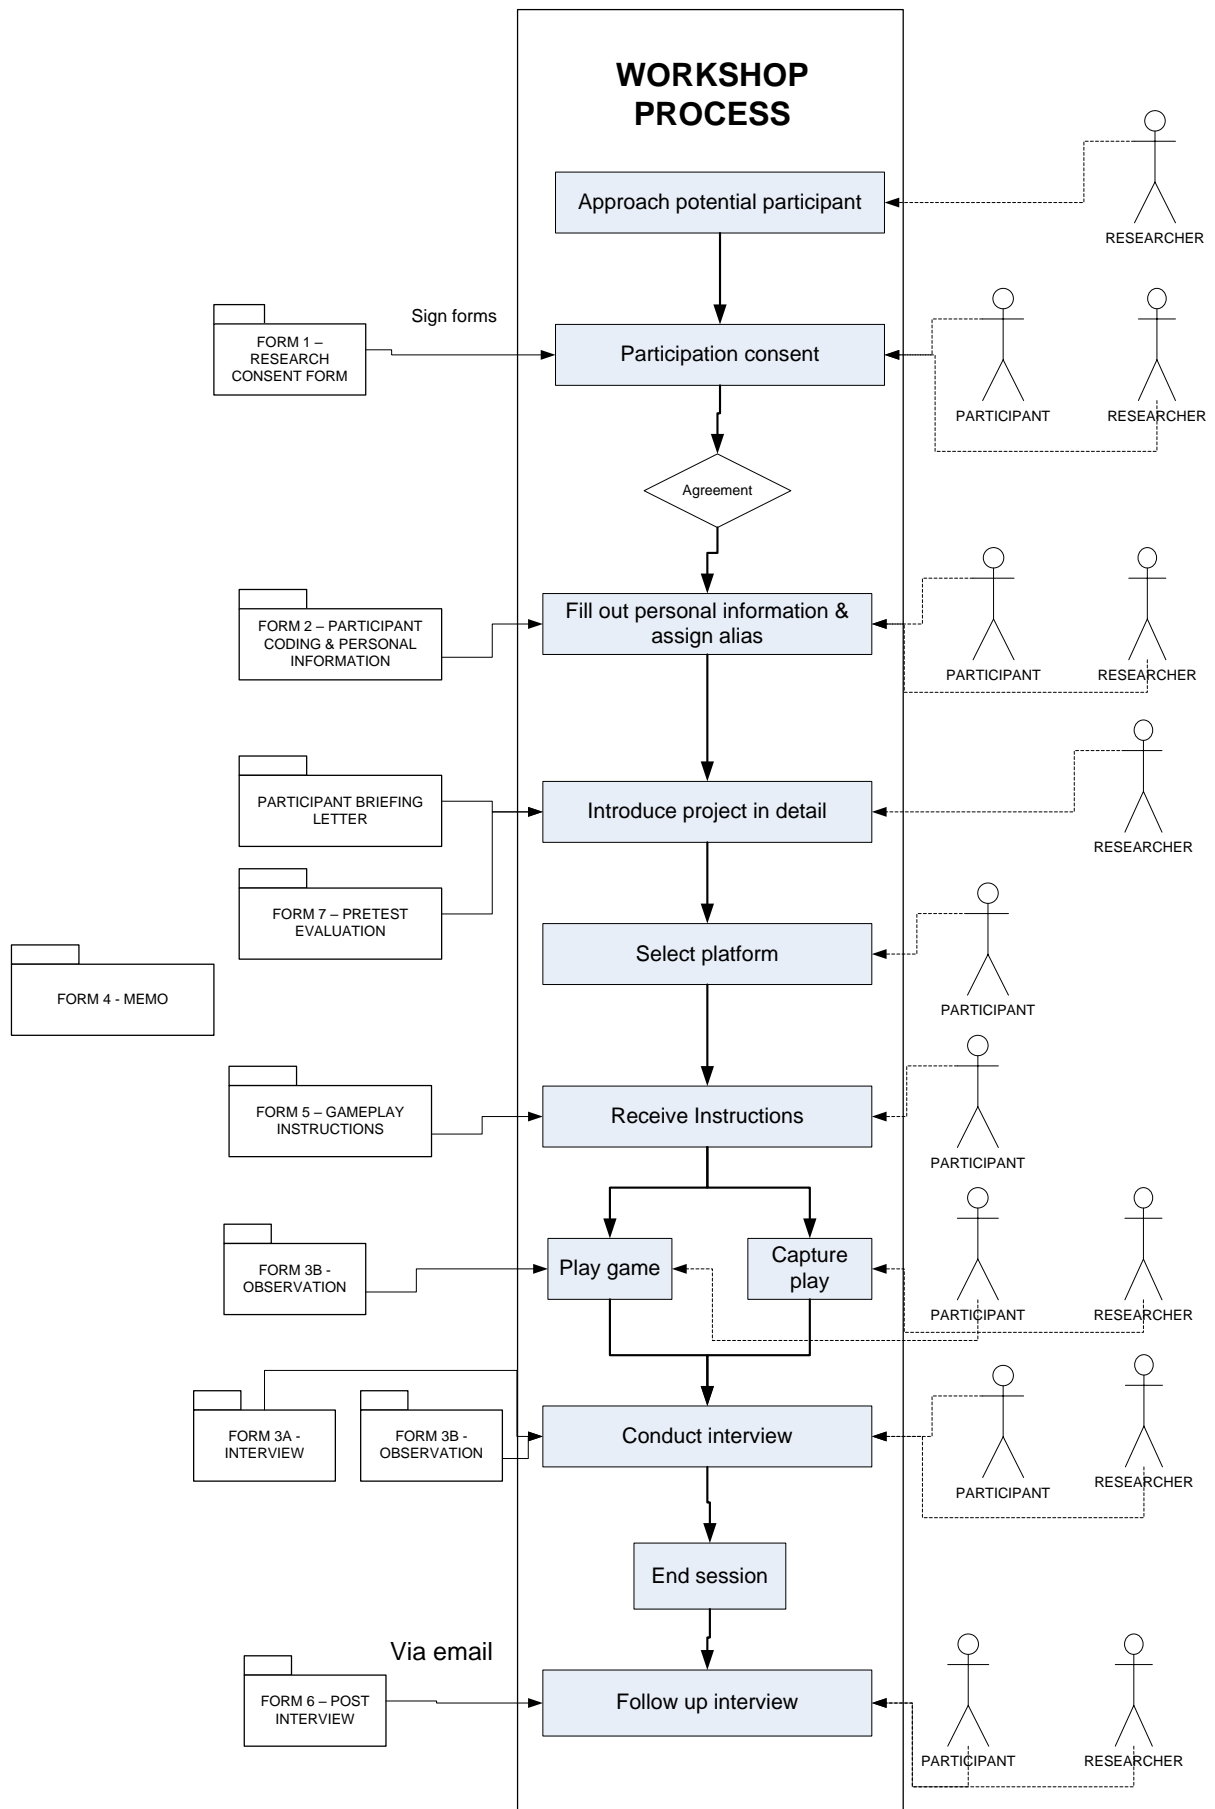 WORKSHOP
PROCESS
Approach potential participant
RESEARCHER
Sign forms
FORM 1 –
RESEARCH
CONSENT FORM
Participation consent
PARTICIPANT
RESEARCHER
Agreement
FORM 2 – PARTICIPANT
CODING & PERSONAL
INFORMATION
Fill out personal information &
assign alias
PARTICIPANT
RESEARCHER
PARTICIPANT BRIEFING
LETTER
Introduce project in detail
RESEARCHER
FORM 7 – PRETEST
EVALUATION
Select platform
PARTICIPANT
FORM 4 - MEMO
FORM 5 – GAMEPLAY
INSTRUCTIONS
Receive Instructions
PARTICIPANT
FORM 3B -
OBSERVATION
Play game
Capture
play
PARTICIPANT
RESEARCHER
FORM 3A -
INTERVIEW
FORM 3B -
OBSERVATION
Conduct interview
PARTICIPANT
RESEARCHER
End session
Via email
FORM 6 – POST
INTERVIEW
Follow up interview
PARTICIPANT
RESEARCHER